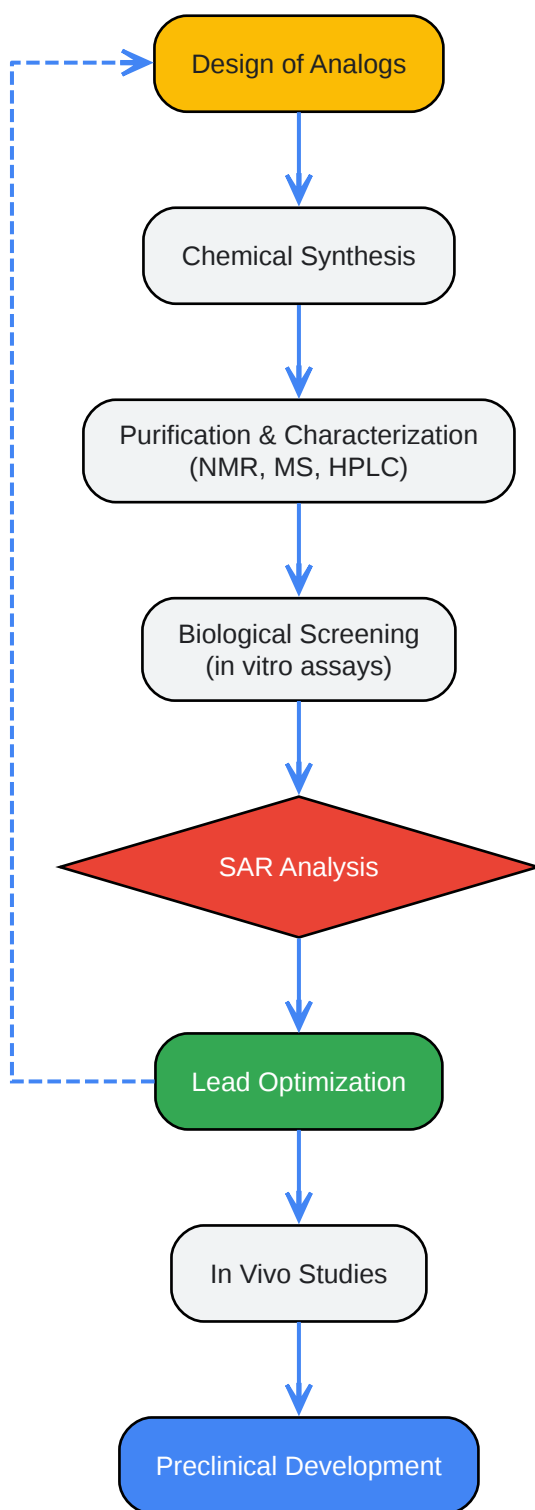 Design of Analogs
Chemical Synthesis
Purification & Characterization
(NMR, MS, HPLC)
Biological Screening
(in vitro assays)
SAR Analysis
Lead Optimization
In Vivo Studies
Preclinical Development